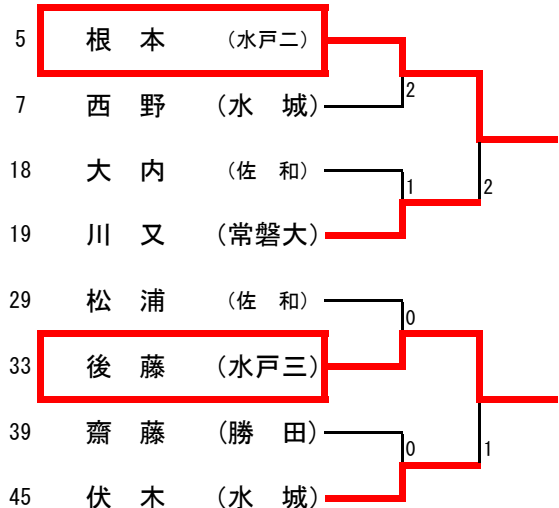 5 根 本 (水戸二)
2
7 西 野 (水 城)
18 大 内 (佐 和)
1 2
19 川 又 (常磐大)
29 松 浦 (佐 和)
0
33 後 藤 (水戸三)
39 齋 藤 (勝 田)
0 1
45 伏 木 (水 城)